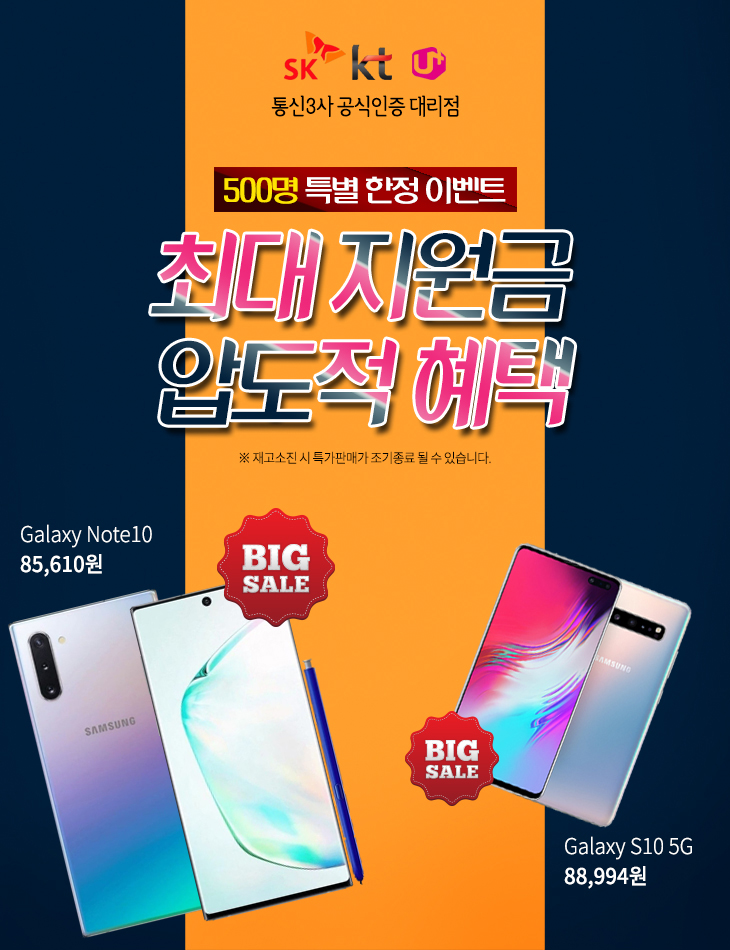 SK kt U+
통신3사 공식인증 대리점
500명 특별 한정 이벤트
최대 지원금
압도적 혜택
※ 재고소진 시 특가판매가 조기종료 될 수 있습니다.
Galaxy Note10
85,610원
BIG
SALE
SAMSUNG
SAMSUNG
BIG
SALE
Galaxy S10 5G
88,994원